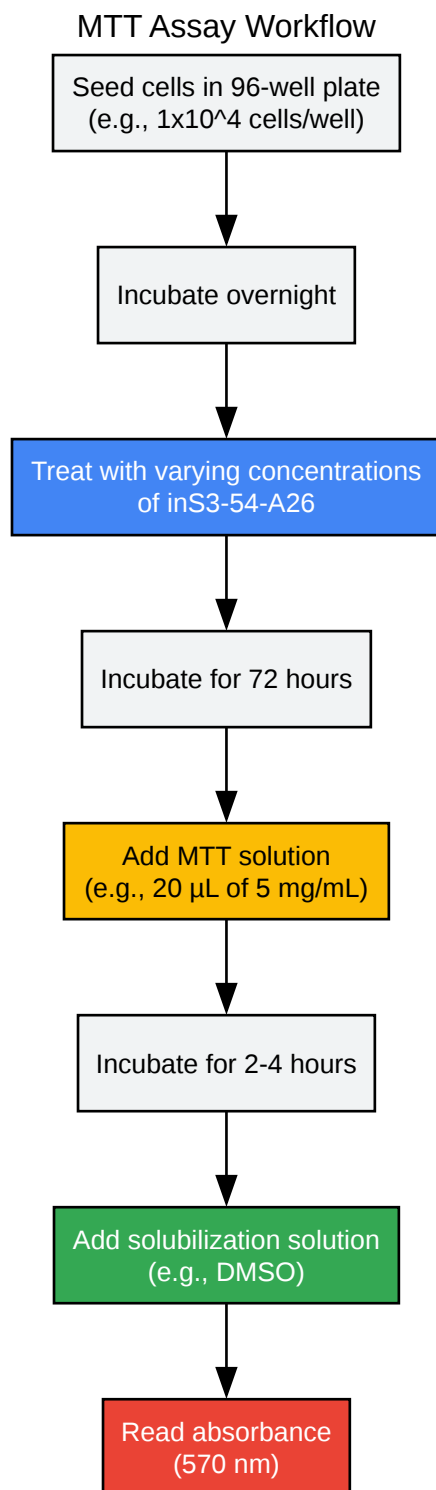 MTT Assay Workflow
Seed cells in 96-well plate
(e.g., 1x10^4 cells/well)
Incubate overnight
Treat with varying concentrations
of inS3-54-A26
Incubate for 72 hours
Add MTT solution
(e.g., 20 µL of 5 mg/mL)
Incubate for 2-4 hours
Add solubilization solution
(e.g., DMSO)
Read absorbance
(570 nm)